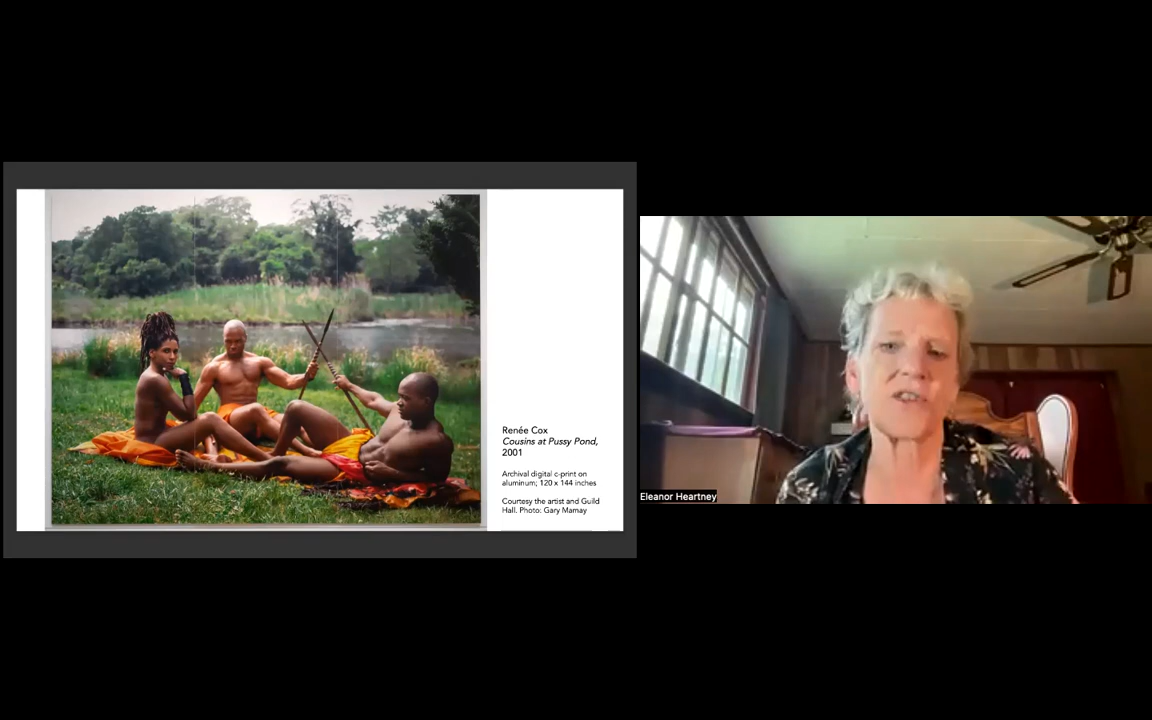 Renée Cox
Cousins at Pussy Pond,
2001
Archival digital c-print on
aluminum; 120 x 144 inches
Courtesy the artist and Guild
Hall. Photo: Gary Mamay
Eleanor Heartney